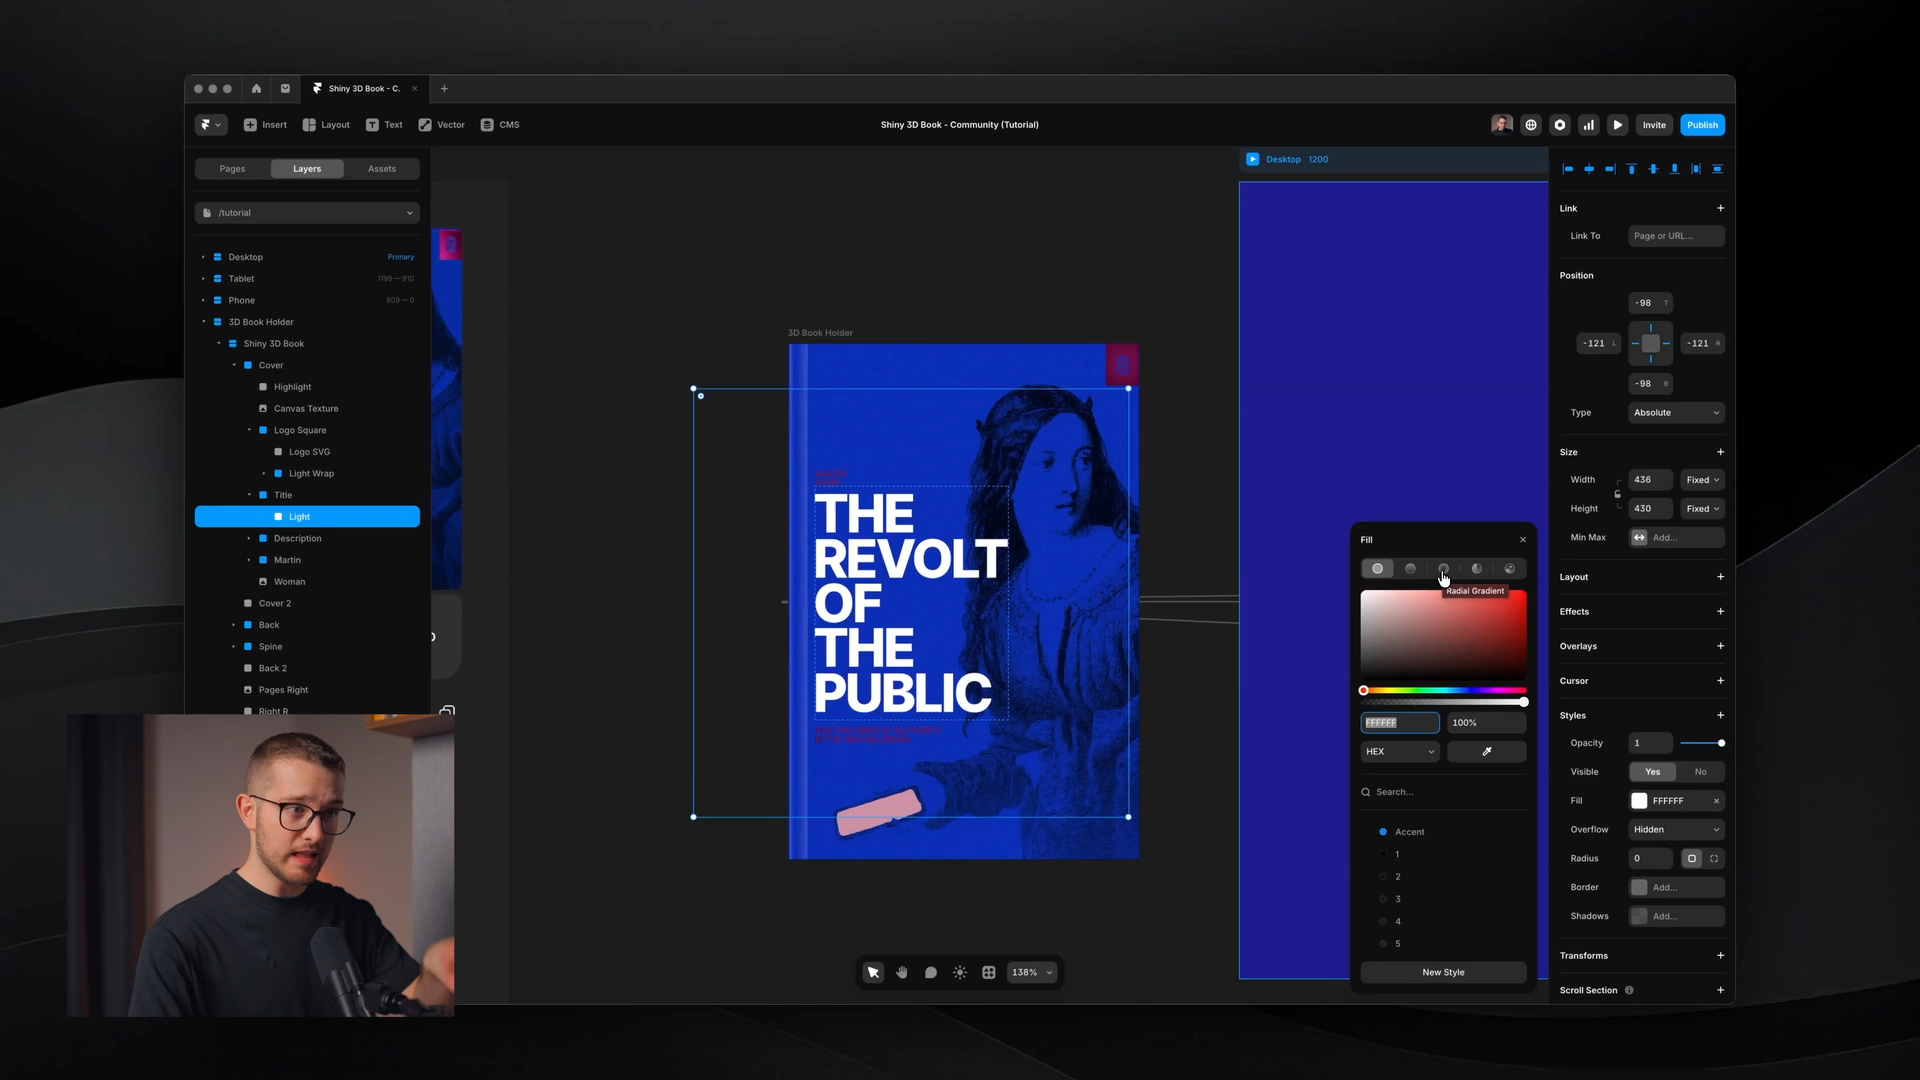 Shiny 3D Book - C.
Insert
Layout
Text
Vector
CMS
Shiny 3D Book - Community (Tutorial)
Invite
Publish
Pages
Layers
Assets
/tutorial
Desktop
Primary
Tablet
1199—810
Phone
809—0
3D Book Holder
Shiny 3D Book
Cover
Highlight
Canvas Texture
Logo Square
Logo SVG
Light Wrap
Title
Light
Description
Martin
Woman
Cover 2
Back
Spine
Back 2
Pages Right
Right R
3D Book Holder
THE
REVOLT
OF
THE
PUBLIC
138%
Desktop 1200
Fill
Radial Gradient
FFFFFF
100%
HEX
Search...
Accent
1
2
3
4
5
New Style
Link
Link To
Page or URL...
Position
-98 T
-121 L
-121 R
-98 B
Type
Absolute
Size
Width
436
Fixed
Height
430
Fixed
Min Max
Add...
Layout
Effects
Overlays
Cursor
Styles
Opacity
1
Visible
Yes
No
Fill
FFFFFF
Overflow
Hidden
Radius
0
Border
Add...
Shadows
Add...
Transforms
Scroll Section